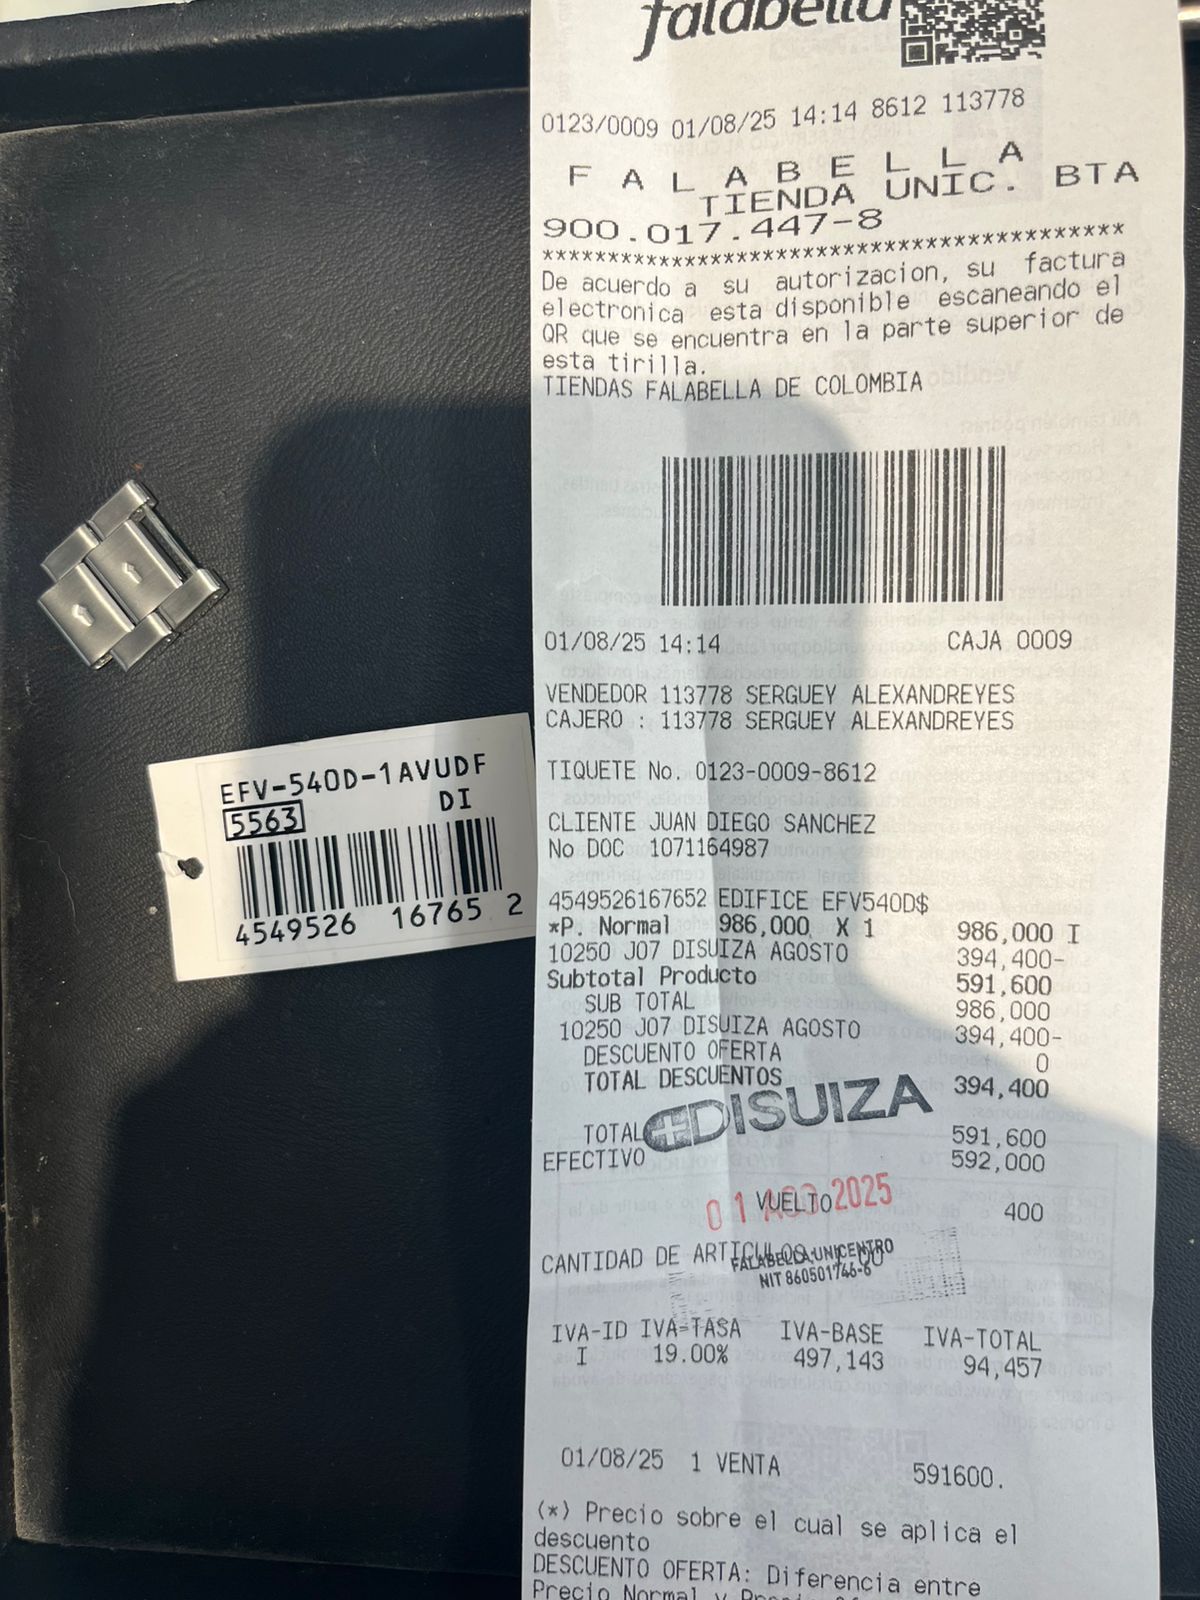 falabella
0123/0009 01/08/25 14:14 8612 113778
F A L A B E L L A
TIENDA UNIC. BTA
900.017.447-8
******************************************
De acuerdo a su autorizacion, su factura
electronica esta disponible escaneando el
QR que se encuentra en la parte superior de
esta tirilla.
TIENDAS FALABELLA DE COLOMBIA
01/08/25 14:14 CAJA 0009
VENDEDOR 113778 SERGUEY ALEXANDREYES
CAJERO : 113778 SERGUEY ALEXANDREYES
TIQUETE No. 0123-0009-8612
CLIENTE JUAN DIEGO SANCHEZ
No DOC 1071164987
4549526167652 EDIFICE EFV540D$
*P. Normal 986,000 X 1 986,000 I
10250 J07 DISUIZA AGOSTO 394,400-
Subtotal Producto 591,600
SUB TOTAL 986,000
10250 J07 DISUIZA AGOSTO 394,400-
DESCUENTO OFERTA 0
TOTAL DESCUENTOS 394,400
DISUIZA
TOTAL 591,600
EFECTIVO 592,000
01 AGO 2025
VUELTO 400
CANTIDAD DE ARTICULOS
FALABELLA UNICENTRO
NIT 860501746-6
IVA-ID IVA-TASA IVA-BASE IVA-TOTAL
I 19.00% 497,143 94,457
01/08/25 1 VENTA 591600.
(*) Precio sobre el cual se aplica el
descuento
DESCUENTO OFERTA: Diferencia entre
Precio Normal y Precio
EFV-540D-1AVUDF
5563 DI
4549526 16765 2